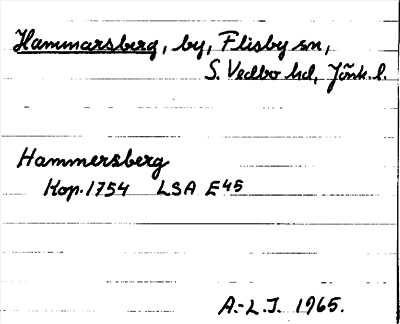 Hammarsberg, by, Flisby sn,
S. Vedbo hd, Jönk. l.
Hammersberg
Kop. 1754 LSA E45
A.-L.J. 1965.